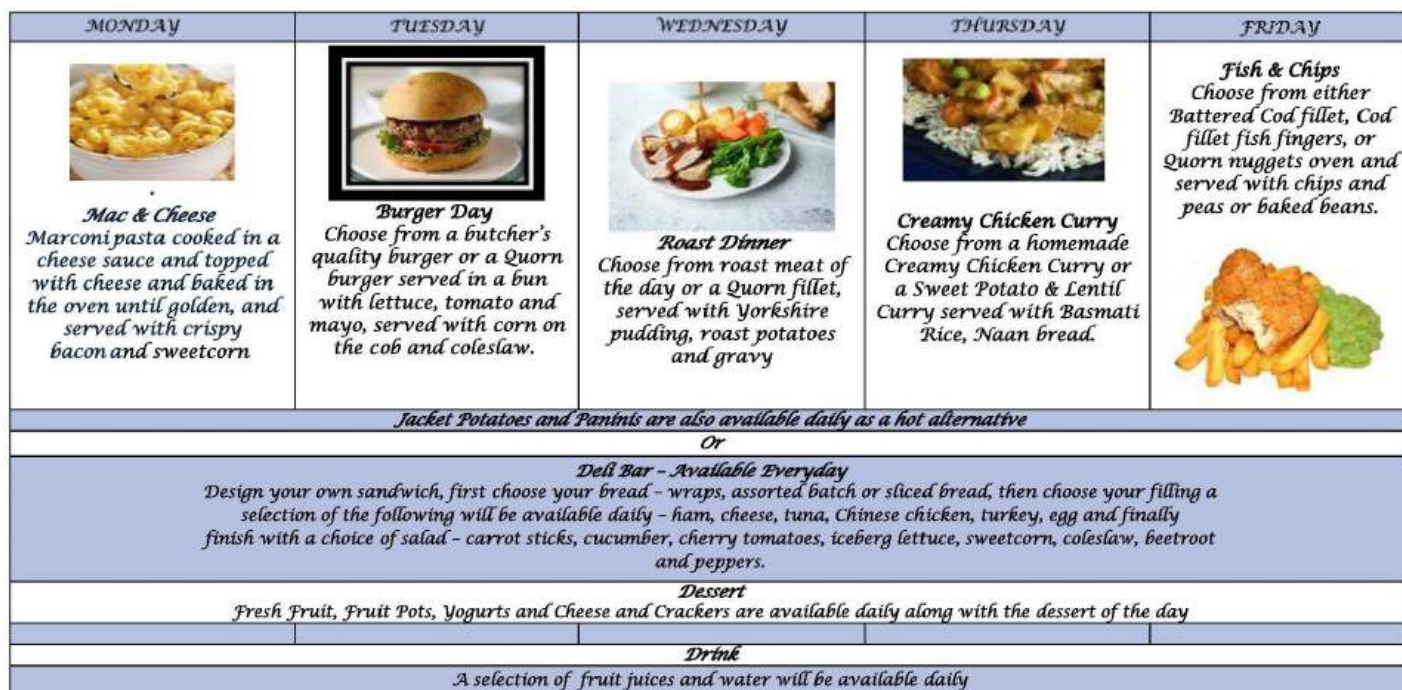 MONDAY
TUESDAY
WEDNESDAY
THURSDAY
FRIDAY
.
Mac & Cheese
Marconi pasta cooked in a
cheese sauce and topped
with cheese and baked in
the oven until golden, and
served with crispy
bacon and sweetcorn
Burger Day
Choose from a butcher's
quality burger or a Quorn
burger served in a bun
with lettuce, tomato and
mayo, served with corn on
the cob and coleslaw.
Roast Dinner
Choose from roast meat of
the day or a Quorn fillet,
served with Yorkshire
pudding, roast potatoes
and gravy
Creamy Chicken Curry
Choose from a homemade
Creamy Chicken Curry or
a Sweet Potato & Lentil
Curry served with Basmati
Rice, Naan bread.
Fish & Chips
Choose from either
Battered Cod fillet, Cod
fillet fish fingers, or
Quorn nuggets oven and
served with chips and
peas or baked beans.
Jacket Potatoes and Paninis are also available daily as a hot alternative
Or
Deli Bar – Available Everyday
Design your own sandwich, first choose your bread – wraps, assorted batch or sliced bread, then choose your filling a
selection of the following will be available daily – ham, cheese, tuna, Chinese chicken, turkey, egg and finally
finish with a choice of salad – carrot sticks, cucumber, cherry tomatoes, iceberg lettuce, sweetcorn, coleslaw, beetroot
and peppers.
Dessert
Fresh Fruit, Fruit Pots, Yogurts and Cheese and Crackers are available daily along with the dessert of the day
Drink
A selection of fruit juices and water will be available daily